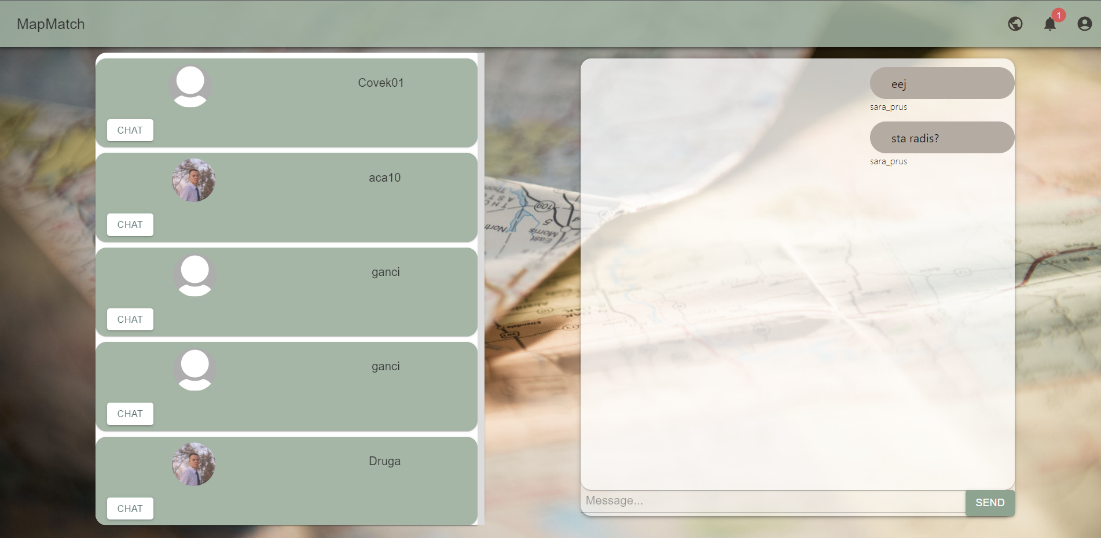 MapMatch
1
Covek01
CHAT
aca10
CHAT
ganci
CHAT
ganci
CHAT
Druga
CHAT
eej
sara_prus
sta radis?
sara_prus
Message...
SEND